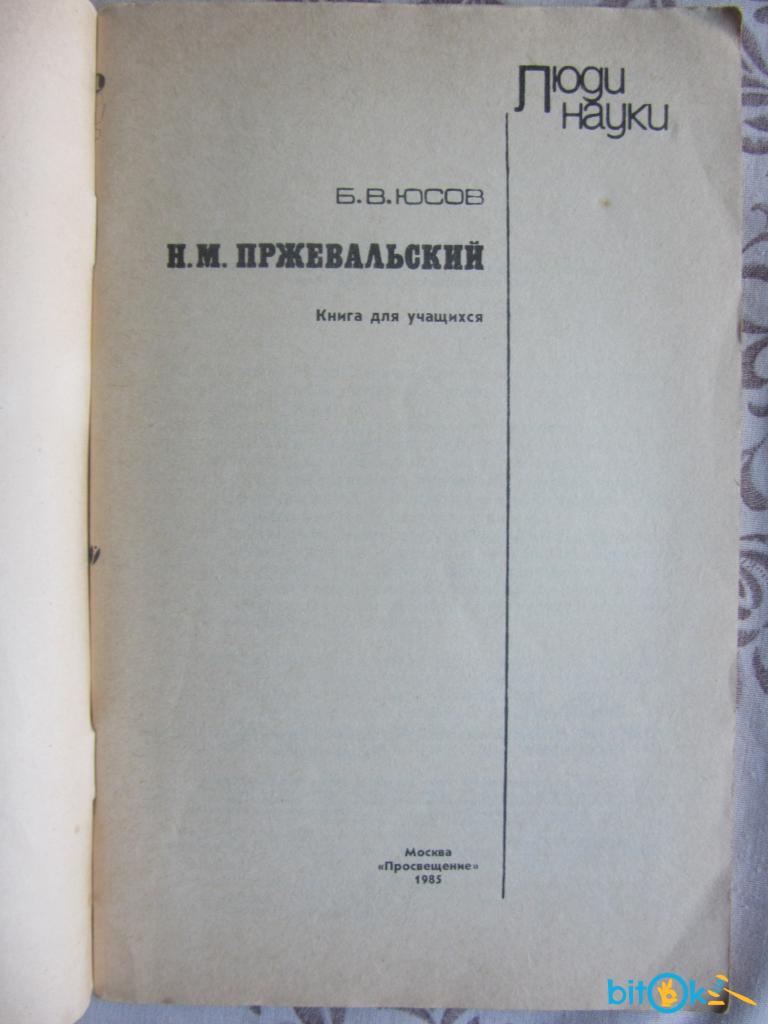 Люди
науки
Б.В.ЮСОВ
Н.М. ПРЖЕВАЛЬСКИЙ
Книга для учащихся
Москва
«Просвещение»
1985
bitOk